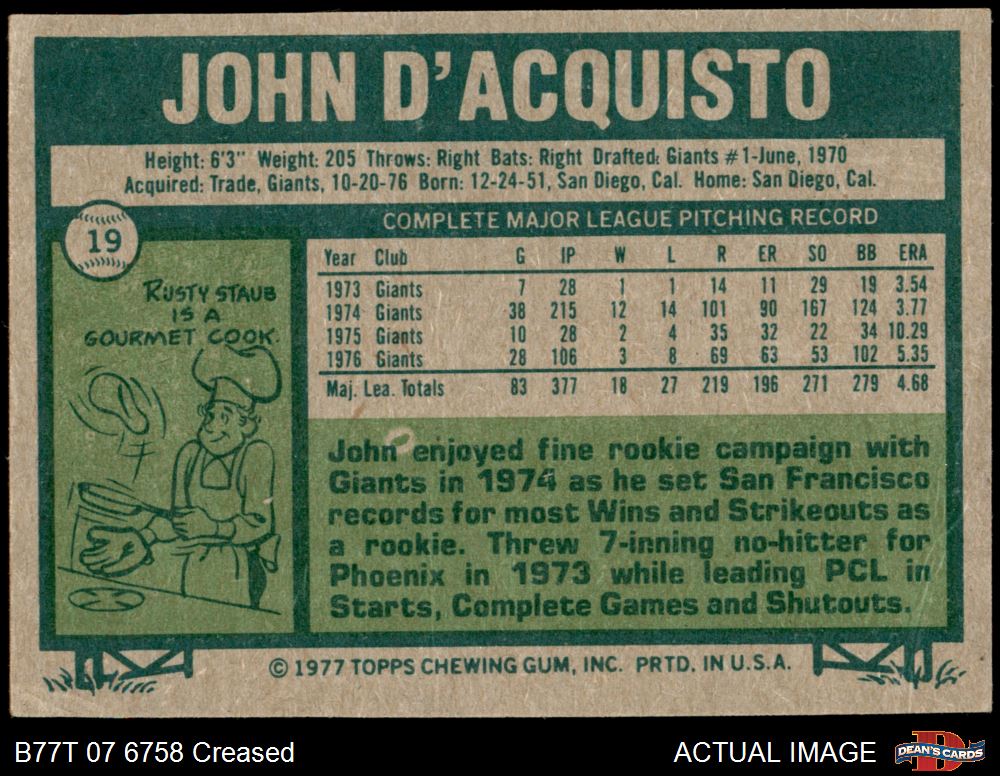 JOHN D'ACQUISTO
Height: 6'3" Weight: 205 Throws: Right Bats: Right Drafted: Giants #1-June, 1970
Acquired: Trade, Giants, 10-20-76 Born: 12-24-51, San Diego, Cal. Home: San Diego, Cal.
19
COMPLETE MAJOR LEAGUE PITCHING RECORD
Year Club G IP W L R ER SO BB ERA
1973 Giants 7 28 1 1 14 11 29 19 3.54
1974 Giants 38 215 12 14 101 90 167 124 3.77
1975 Giants 10 28 2 4 35 32 22 34 10.29
1976 Giants 28 106 3 8 69 63 53 102 5.35
Maj. Lea. Totals 83 377 18 27 219 196 271 279 4.68
RUSTY STAUB
IS A
GOURMET COOK.
John enjoyed fine rookie campaign with
Giants in 1974 as he set San Francisco
records for most Wins and Strikeouts as
a rookie. Threw 7-inning no-hitter for
Phoenix in 1973 while leading PCL in
Starts, Complete Games and Shutouts.
© 1977 TOPPS CHEWING GUM, INC. PRTD. IN U.S.A.
B77T 07 6758 Creased
ACTUAL IMAGE
D
DEAN'S CARDS